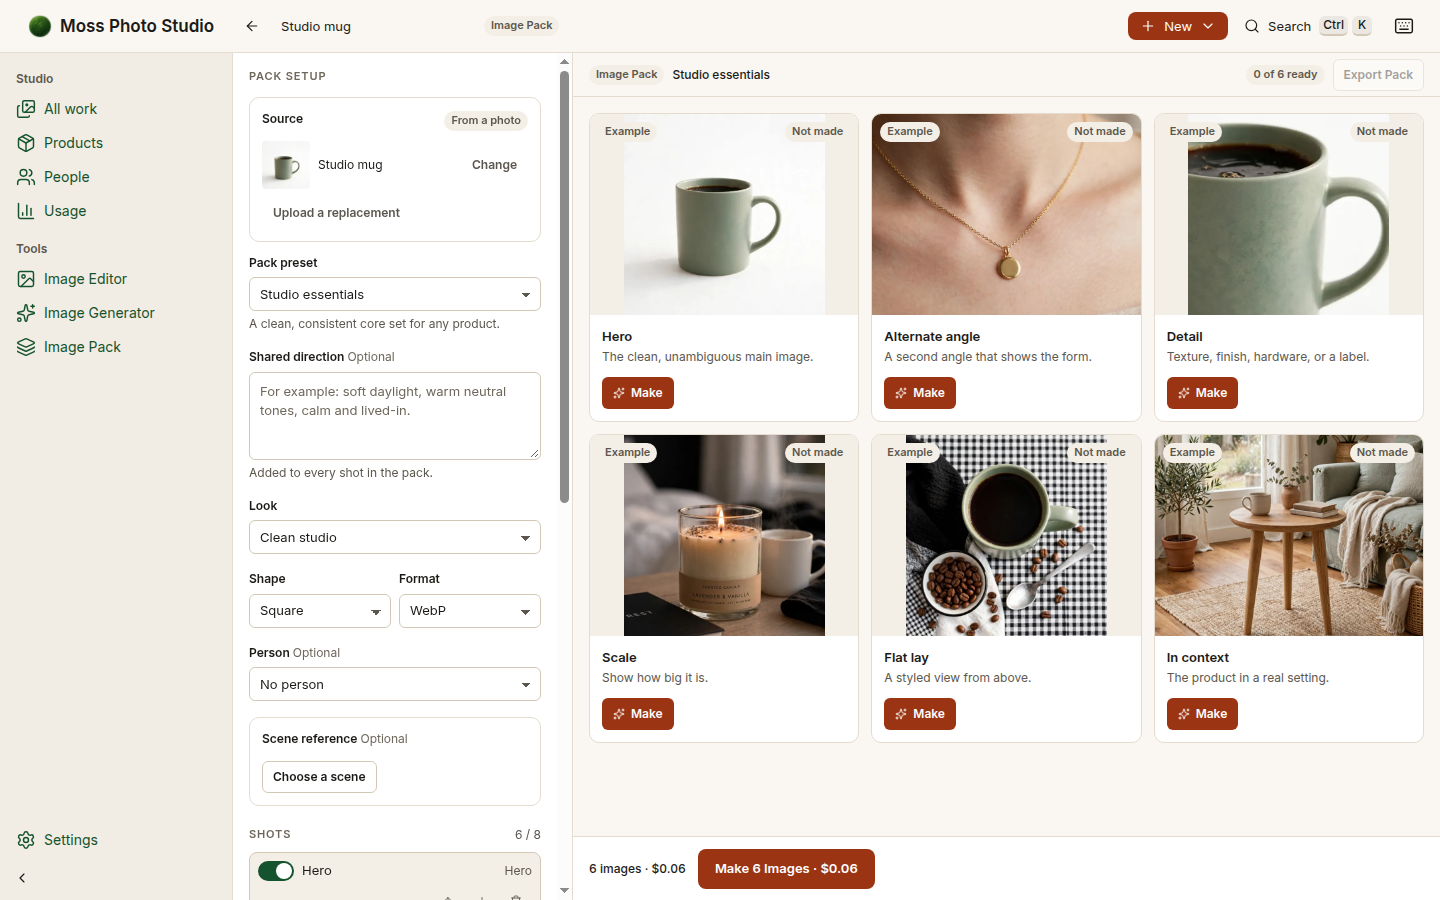 Moss Photo Studio
Studio mug
Image Pack
New
Search
Ctrl
K
Studio
All work
Products
People
Usage
Tools
Image Editor
Image Generator
Image Pack
Settings
PACK SETUP
Source
From a photo
Studio mug
Change
Upload a replacement
Pack preset
Studio essentials
A clean, consistent core set for any product.
Shared direction Optional
For example: soft daylight, warm neutral
tones, calm and lived-in.
Added to every shot in the pack.
Look
Clean studio
Shape
Format
Square
WebP
Person Optional
No person
Scene reference Optional
Choose a scene
SHOTS
6 / 8
Hero
Hero
Image Pack
Studio essentials
0 of 6 ready
Export Pack
Example
Not made
Hero
The clean, unambiguous main image.
Make
Example
Not made
Alternate angle
A second angle that shows the form.
Make
Example
Not made
Detail
Texture, finish, hardware, or a label.
Make
Example
Not made
LAVENDER & VANILLA
Scale
Show how big it is.
Make
Example
Not made
Flat lay
A styled view from above.
Make
Example
Not made
In context
The product in a real setting.
Make
6 images · $0.06
Make 6 images · $0.06